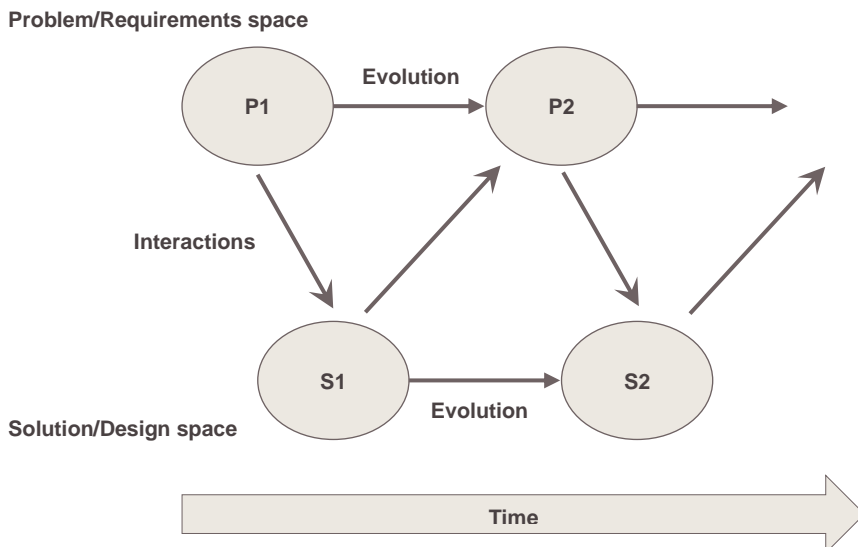 Problem/Requirements space
Evolution
P1
P2
Interactions
S1
S2
Evolution
Solution/Design space
Time